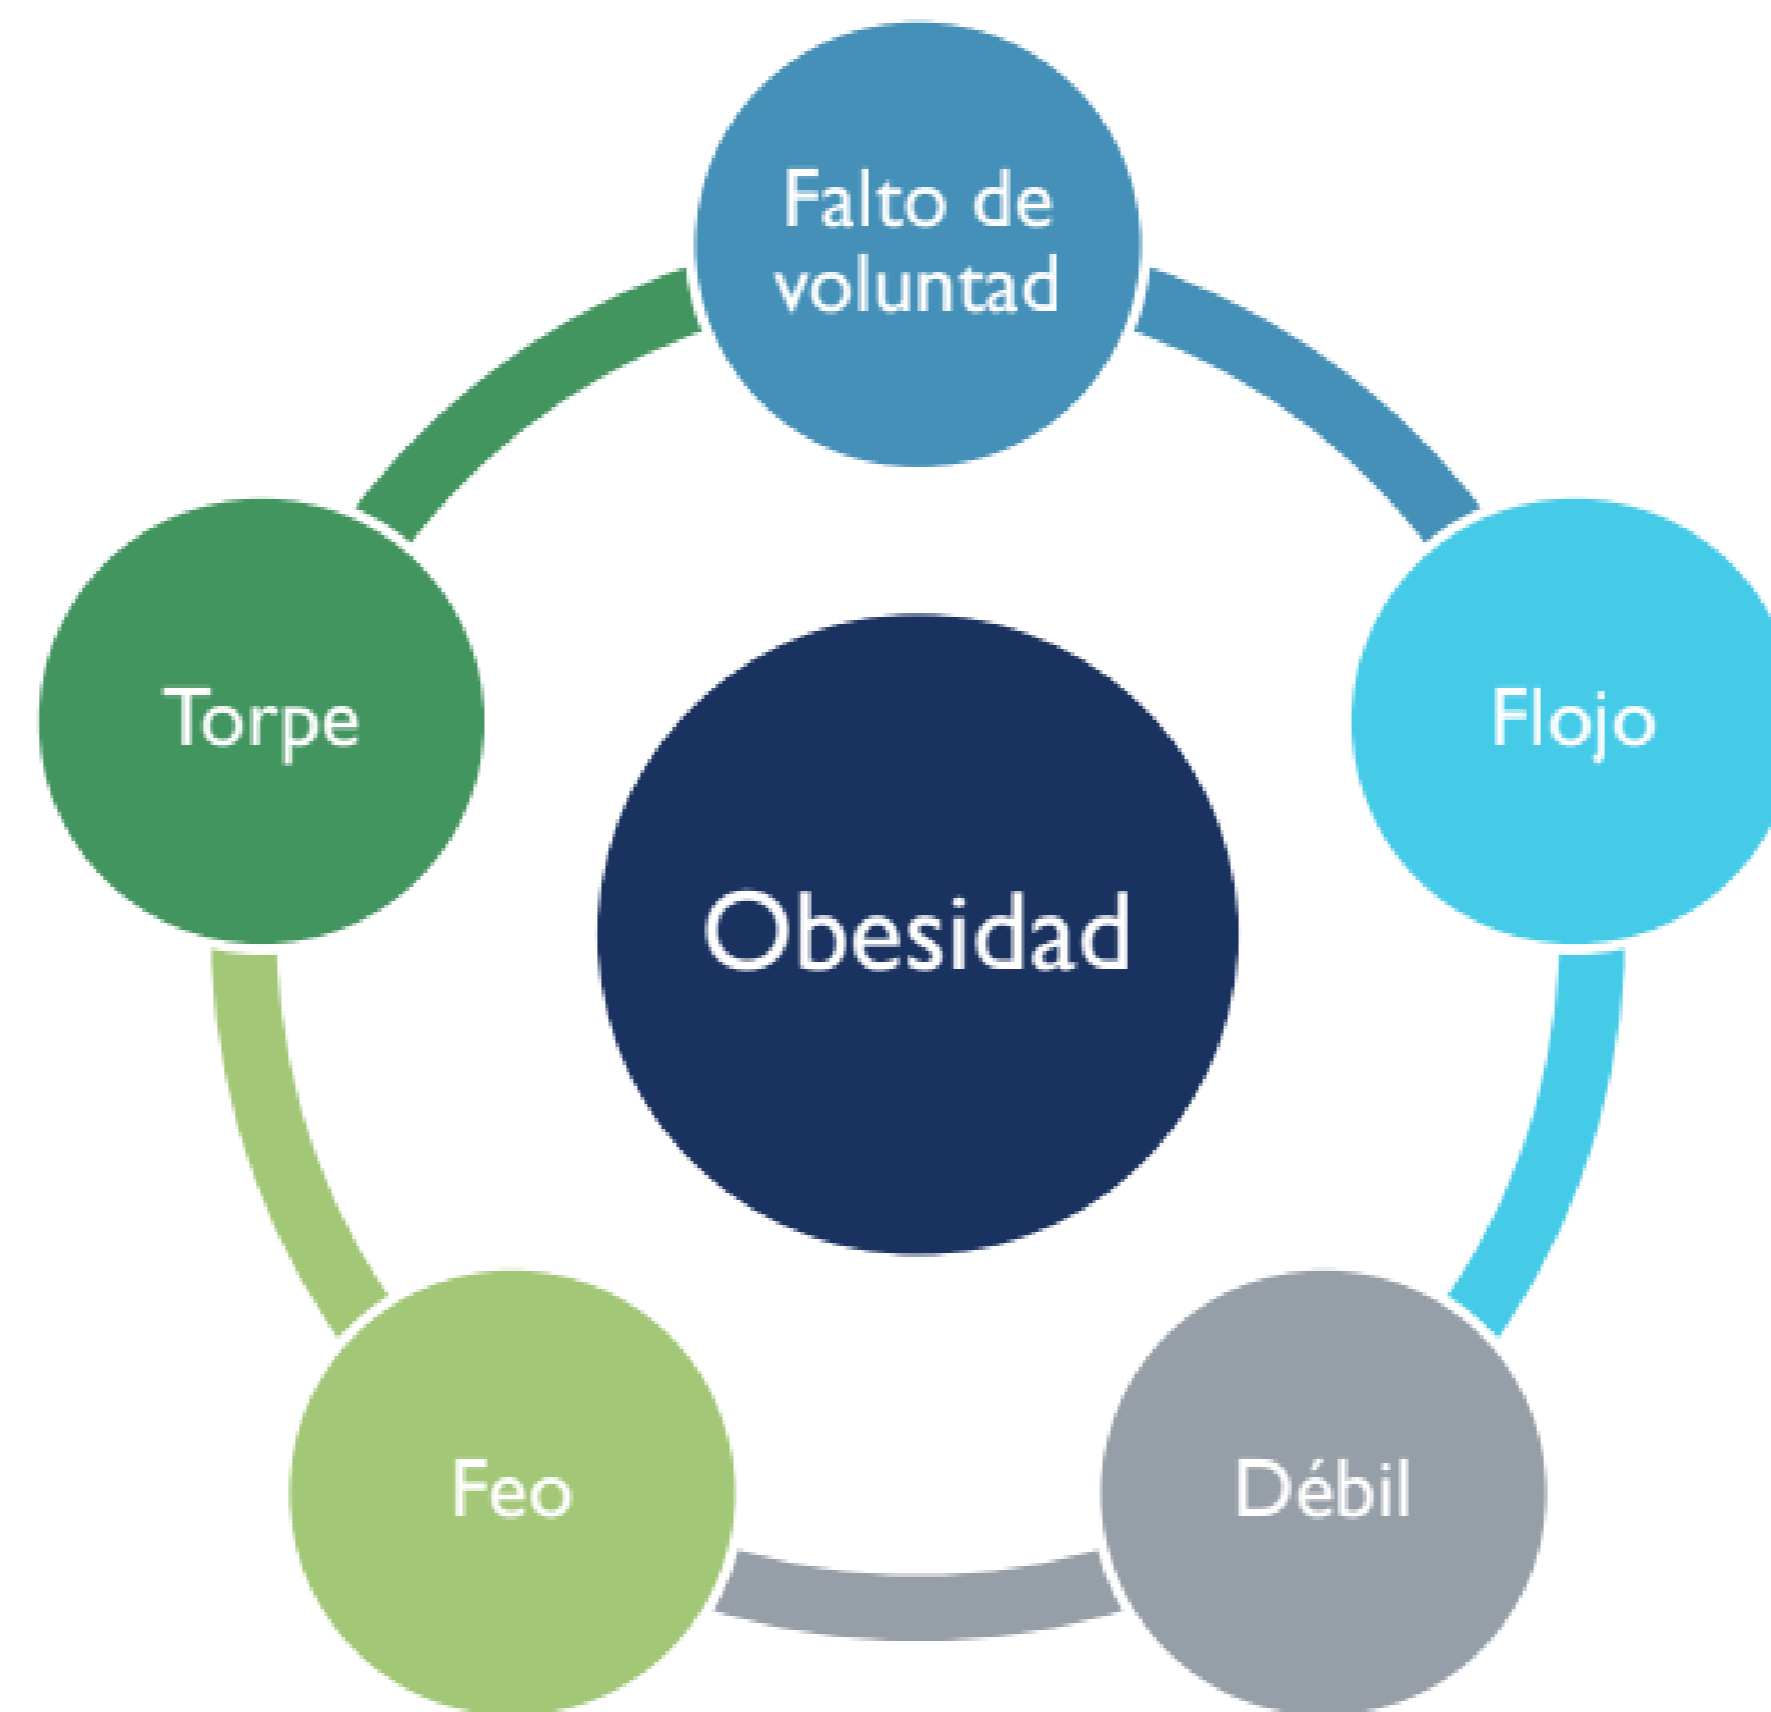 Falto de
voluntad
Flojo
Débil
Feo
Torpe
Obesidad